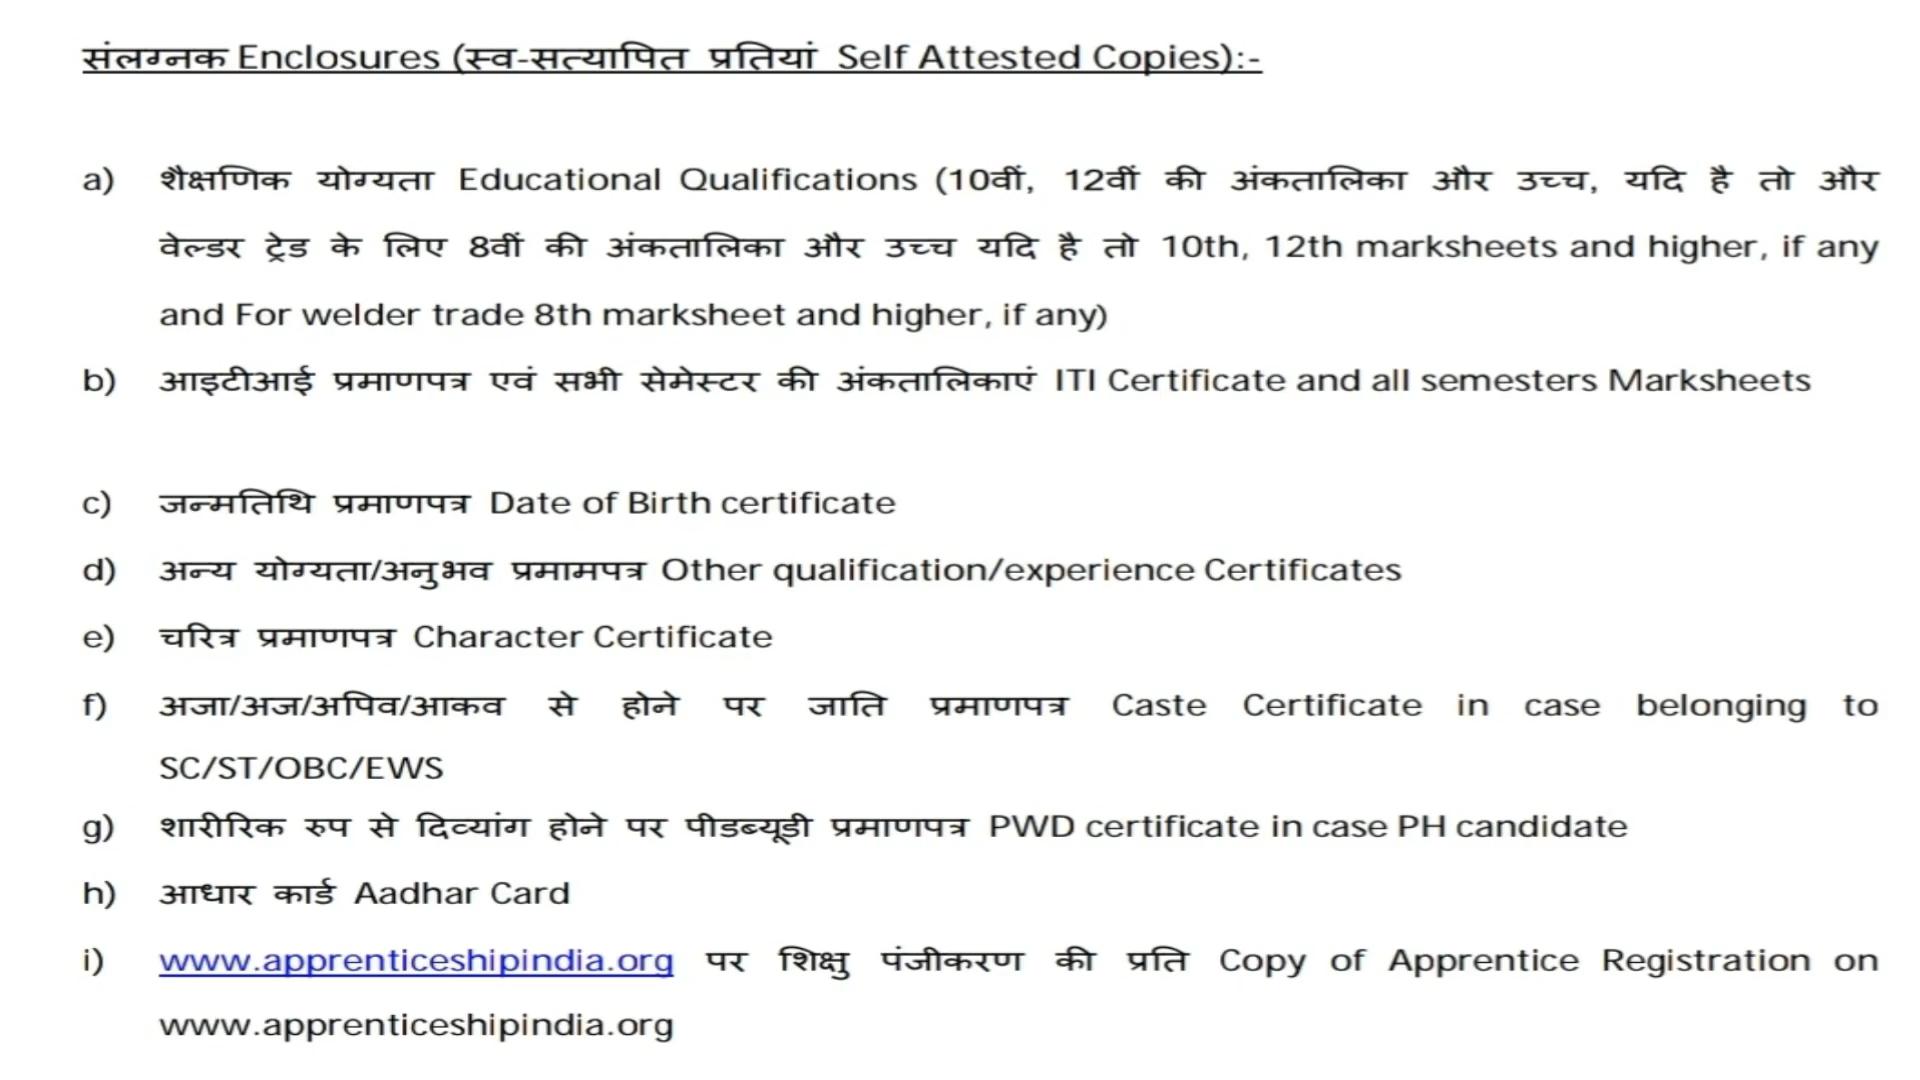 संलग्नक Enclosures (स्व-सत्यापित प्रतियां Self Attested Copies):-
a) शैक्षणिक योग्यता Educational Qualifications (10वीं, 12वीं की अंकतालिका और उच्च, यदि है तो और
वेल्डर ट्रेड के लिए 8वीं की अंकतालिका और उच्च यदि है तो 10th, 12th marksheets and higher, if any
and For welder trade 8th marksheet and higher, if any)
b) आइटीआई प्रमाणपत्र एवं सभी सेमेस्टर की अंकतालिकाएं ITI Certificate and all semesters Marksheets
c) जन्मतिथि प्रमाणपत्र Date of Birth certificate
d) अन्य योग्यता/अनुभव प्रमामपत्र Other qualification/experience Certificates
e) चरित्र प्रमाणपत्र Character Certificate
f) अजा/अज/अपिव/आकव से होने पर जाति प्रमाणपत्र Caste Certificate in case belonging to
SC/ST/OBC/EWS
g) शारीरिक रुप से दिव्यांग होने पर पीडब्यूडी प्रमाणपत्र PWD certificate in case PH candidate
h) आधार कार्ड Aadhar Card
i) www.apprenticeshipindia.org पर शिक्षु पंजीकरण की प्रति Copy of Apprentice Registration on
www.apprenticeshipindia.org